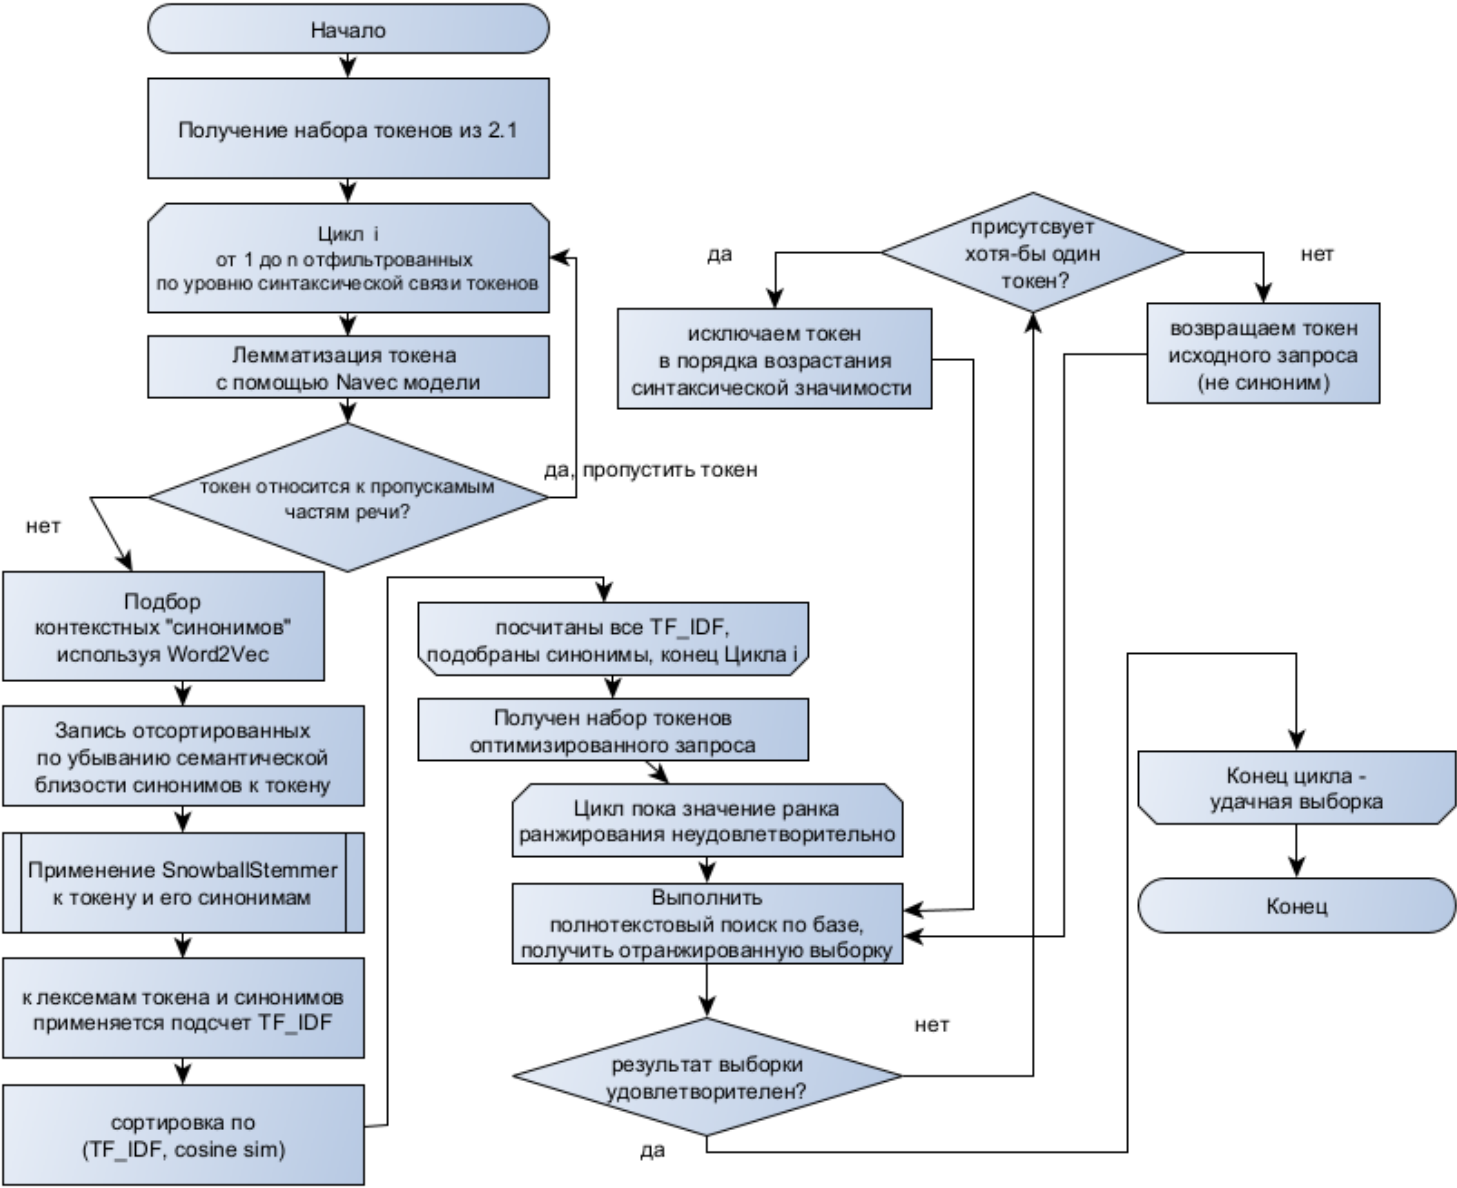 Начало
Получение набора токенов из 2.1
Цикл i
от 1 до n отфильтрованных
по уровню синтаксической связи токенов
Лемматизация токена
с помощью Navec модели
токен относится к пропускамым
частям речи?
да, пропустить токен
нет
Подбор
контекстных "синонимов"
используя Word2Vec
Запись отсортированных
по убыванию семантической
близости синонимов к токену
Применение SnowballStemmer
к токену и его синонимам
к лексемам токена и синонимов
применяется подсчет TF_IDF
сортировка по
(TF_IDF, cosine sim)
посчитаны все TF_IDF,
подобраны синонимы, конец Цикла i
Получен набор токенов
оптимизированного запроса
Цикл пока значение ранка
ранжирования неудовлетворительно
Выполнить
полнотекстовый поиск по базе,
получить отранжированную выборку
результат выборки
удовлетворителен?
нет
да
присутсвует
хотя-бы один
токен?
да
нет
исключаем токен
в порядка возрастания
синтаксической значимости
возвращаем токен
исходного запроса
(не синоним)
Конец цикла -
удачная выборка
Конец